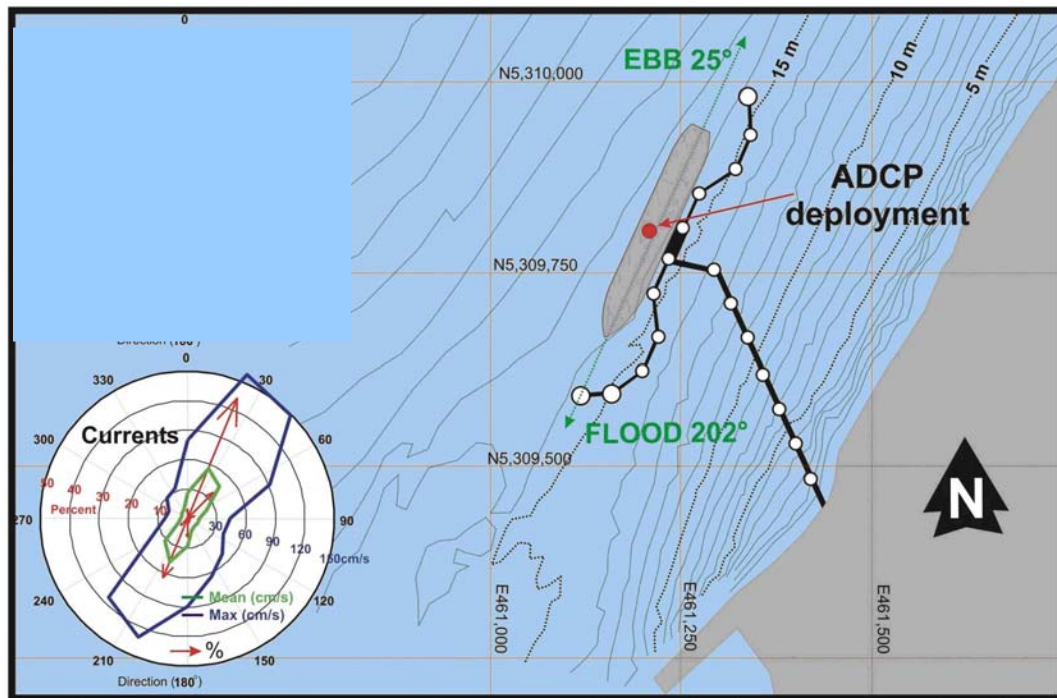 0
EBB 25°
15 m
10 m
5 m
N5,310,000
ADCP
deployment
N5,309,750
FLOOD 202°
N5,309,500
E461,000
E461,250
E461,500
N
0
30
60
90
120
150
210
240
270
300
330
Currents
50 40 30 20 10
Percent
30 60 90 120 150cm/s
Mean (cm/s)
Max (cm/s)
%
Direction (180°)